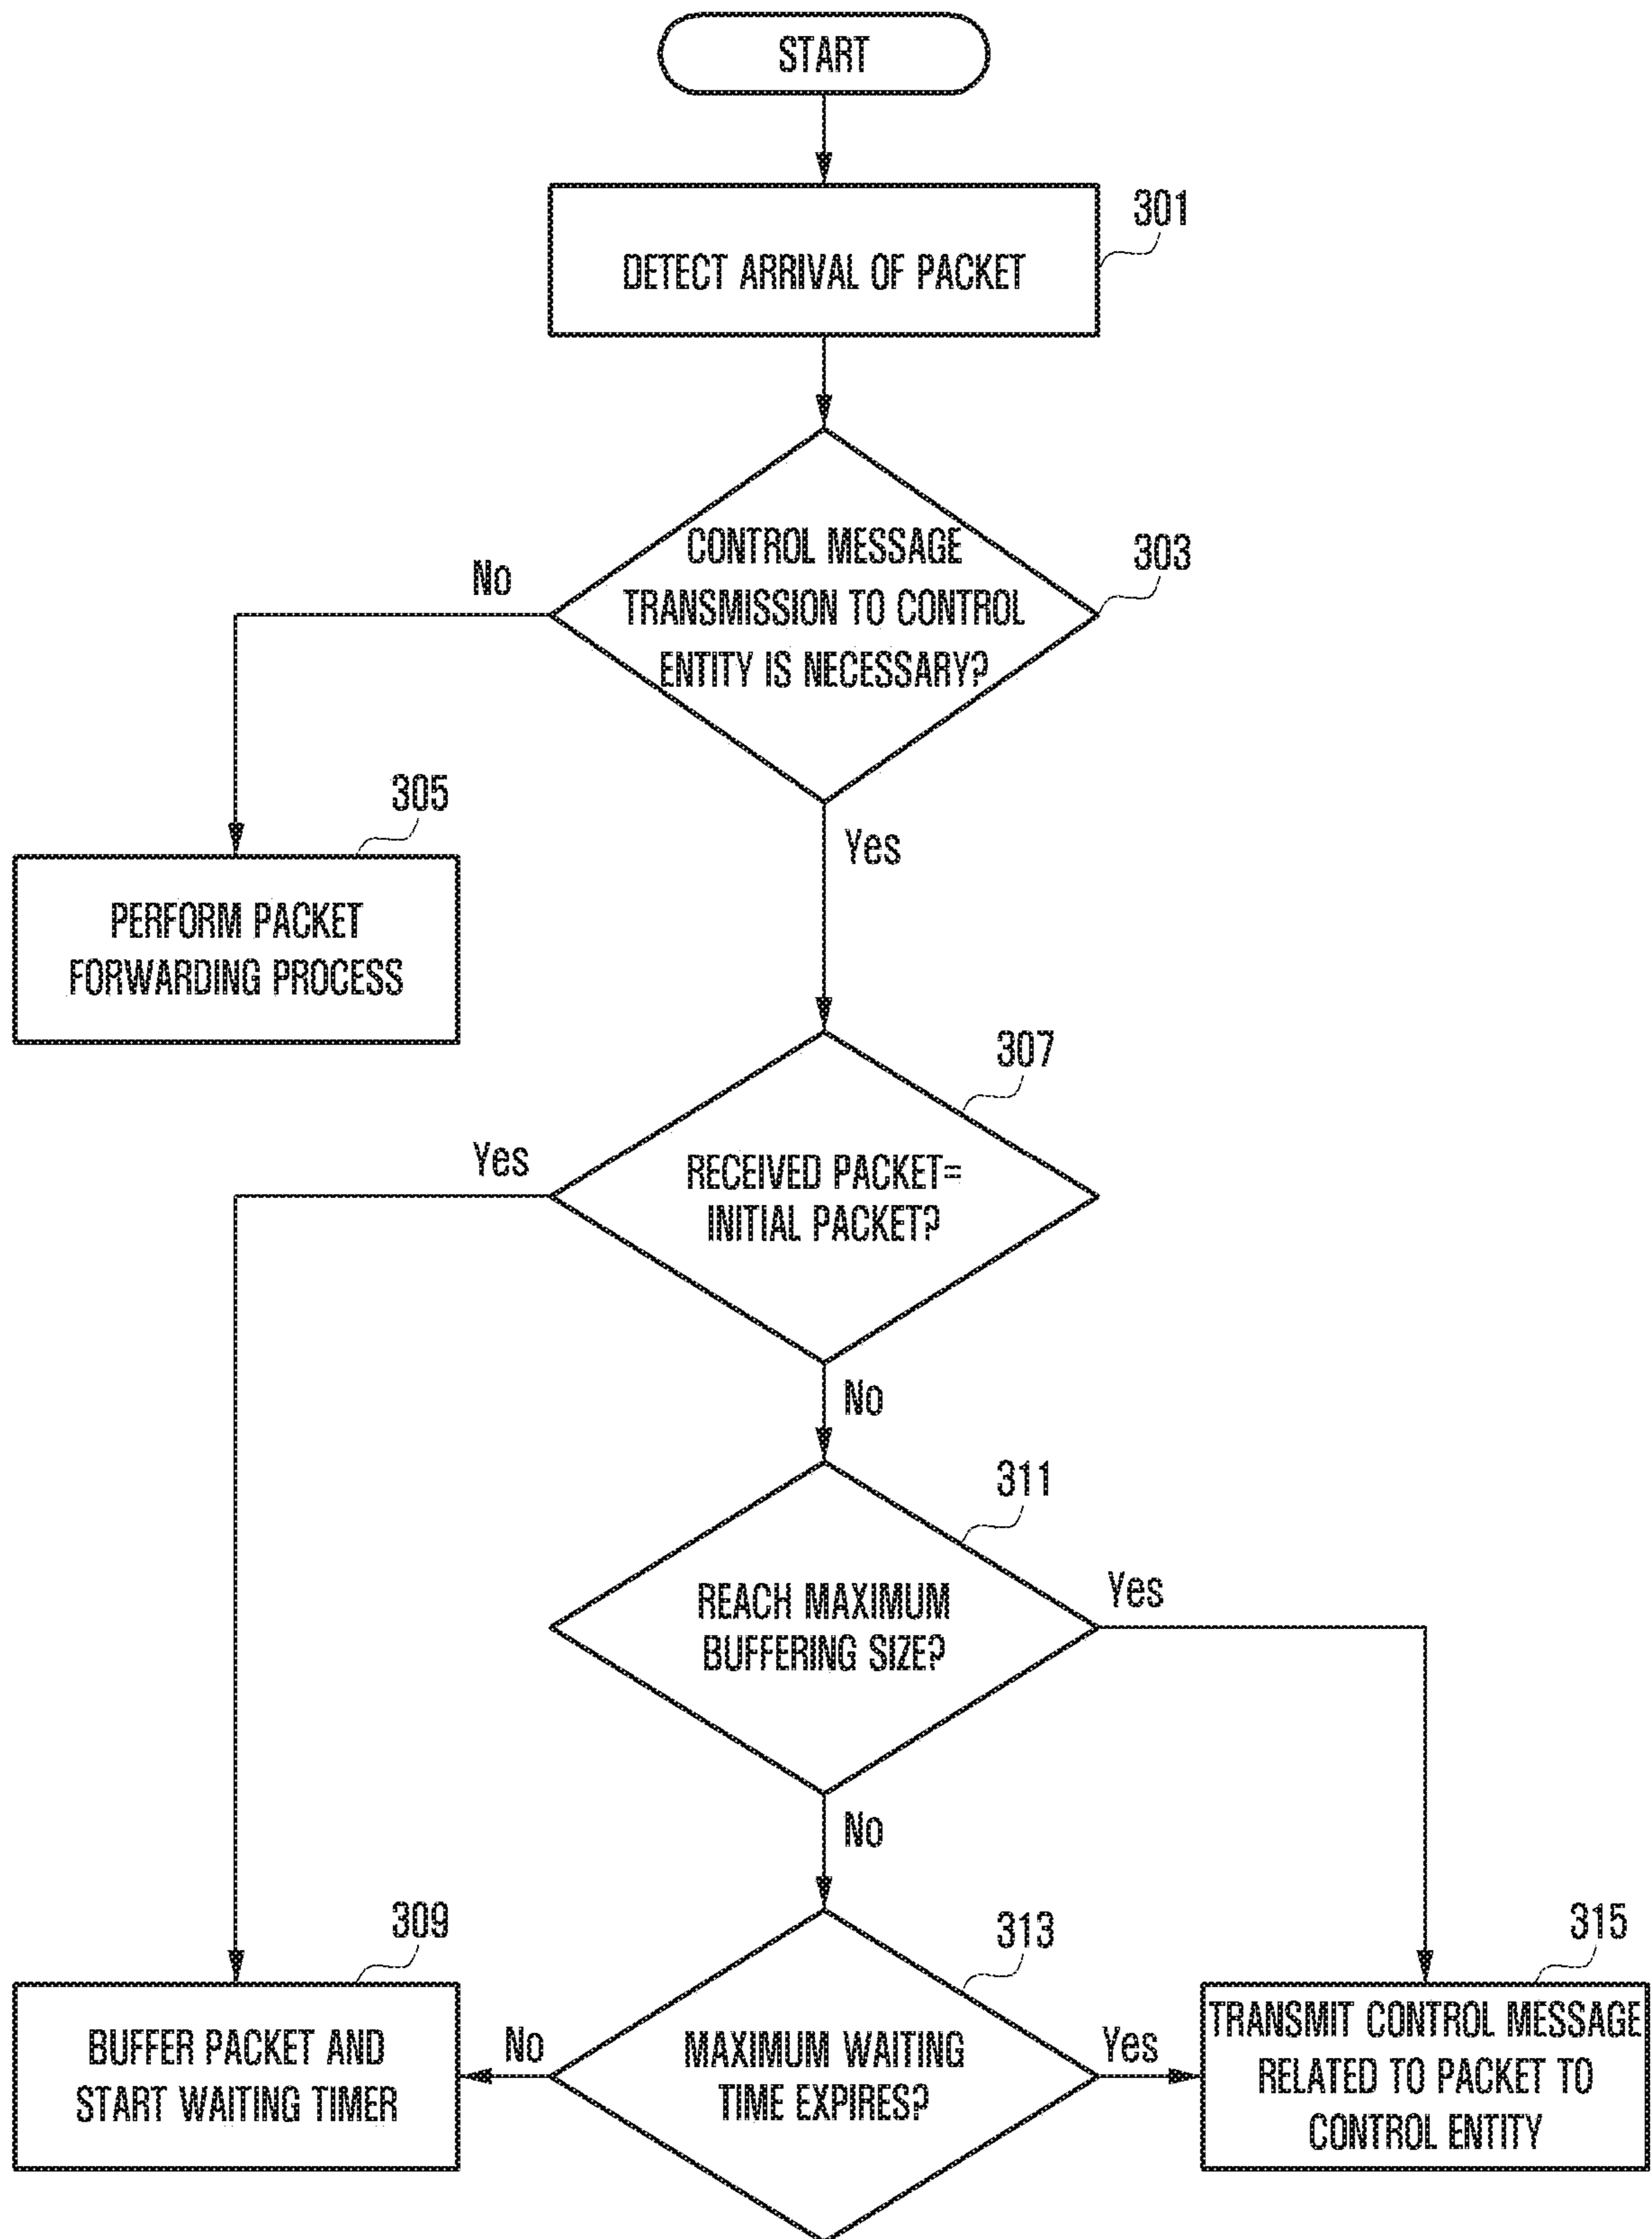 START
301
DETECT ARRIVAL OF PACKET
303
CONTROL MESSAGE
TRANSMISSION TO CONTROL
ENTITY IS NECESSARY?
No
Yes
305
PERFORM PACKET
FORWARDING PROCESS
307
RECEIVED PACKET=
INITIAL PACKET?
Yes
No
311
REACH MAXIMUM
BUFFERING SIZE?
Yes
No
309
BUFFER PACKET AND
START WAITING TIMER
313
MAXIMUM WAITING
TIME EXPIRES?
No
Yes
315
TRANSMIT CONTROL MESSAGE
RELATED TO PACKET TO
CONTROL ENTITY